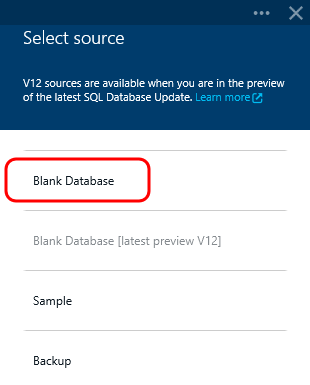 Select source
V12 sources are available when you are in the preview
of the latest SQL Database Update. Learn more
Blank Database
Blank Database [latest preview V12]
Sample
Backup